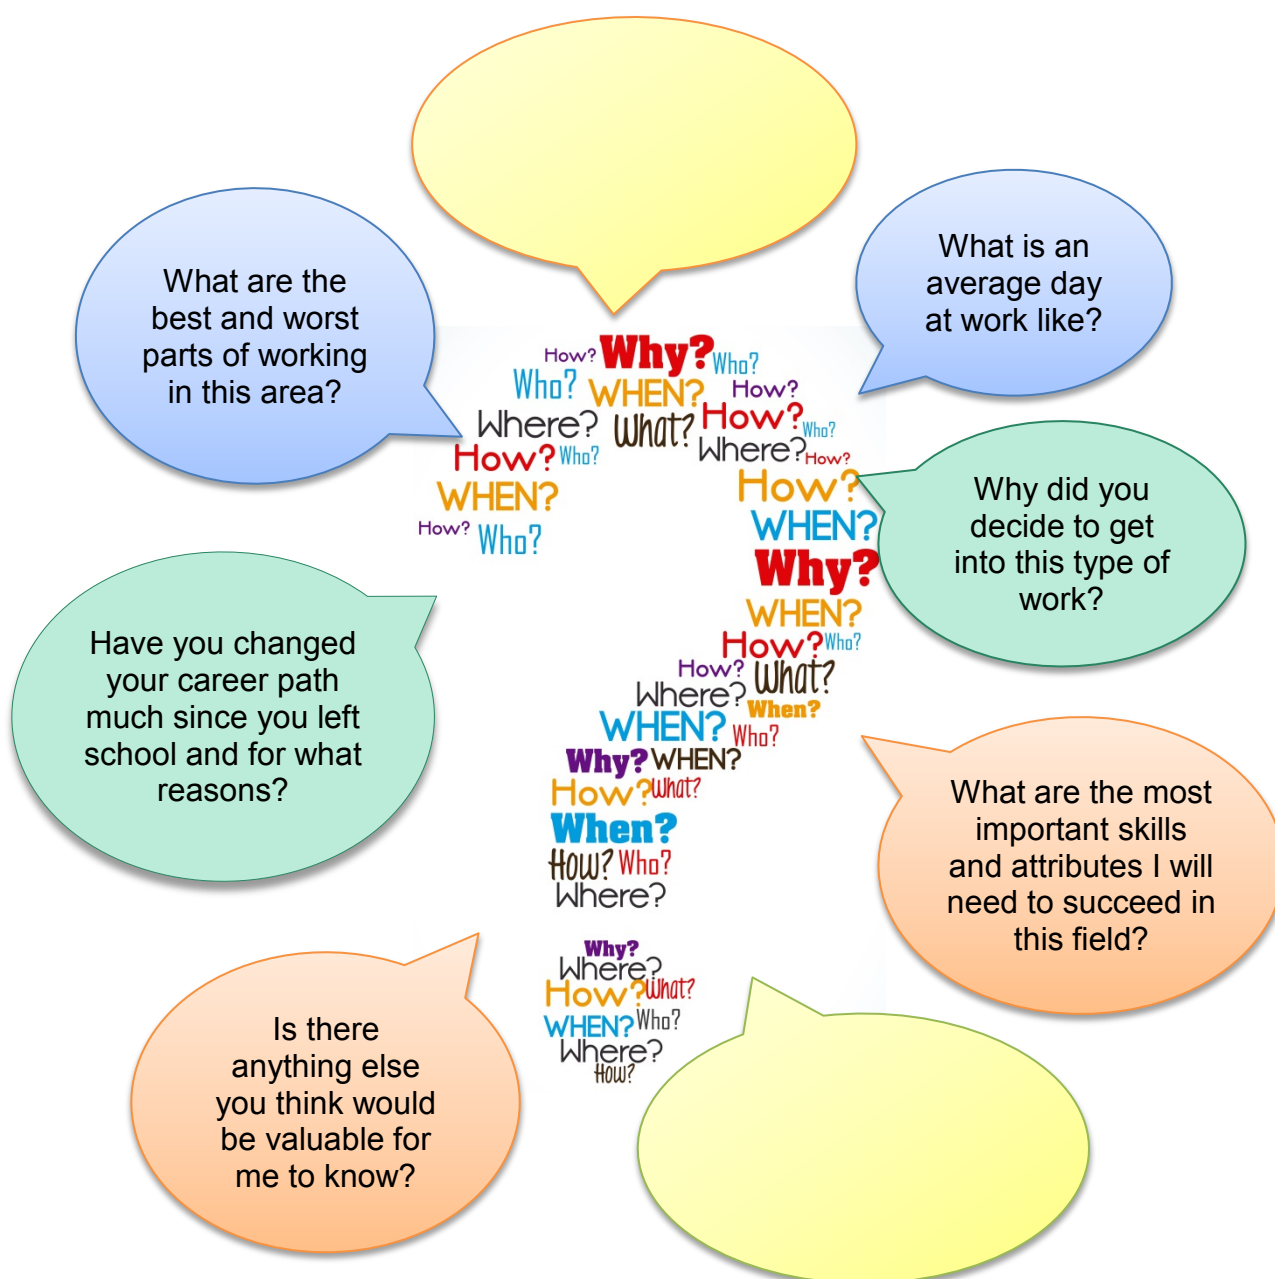 What are the
best and worst
parts of working
in this area?
What is an
average day
at work like?
How? Why? Who?
Who? WHEN? How?
Where? What? How? Who?
How? Who? Where? How?
WHEN? How?
How? Who? WHEN?
Why?
WHEN?
How? Who?
How? What?
Where? When?
WHEN? Who?
Why? WHEN?
How? What?
When?
How? Who?
Where?
Why?
Where?
How? What?
WHEN? Who?
Where?
How?
Why did you
decide to get
into this type of
work?
Have you changed
your career path
much since you left
school and for what
reasons?
What are the most
important skills
and attributes I will
need to succeed in
this field?
Is there
anything else
you think would
be valuable for
me to know?